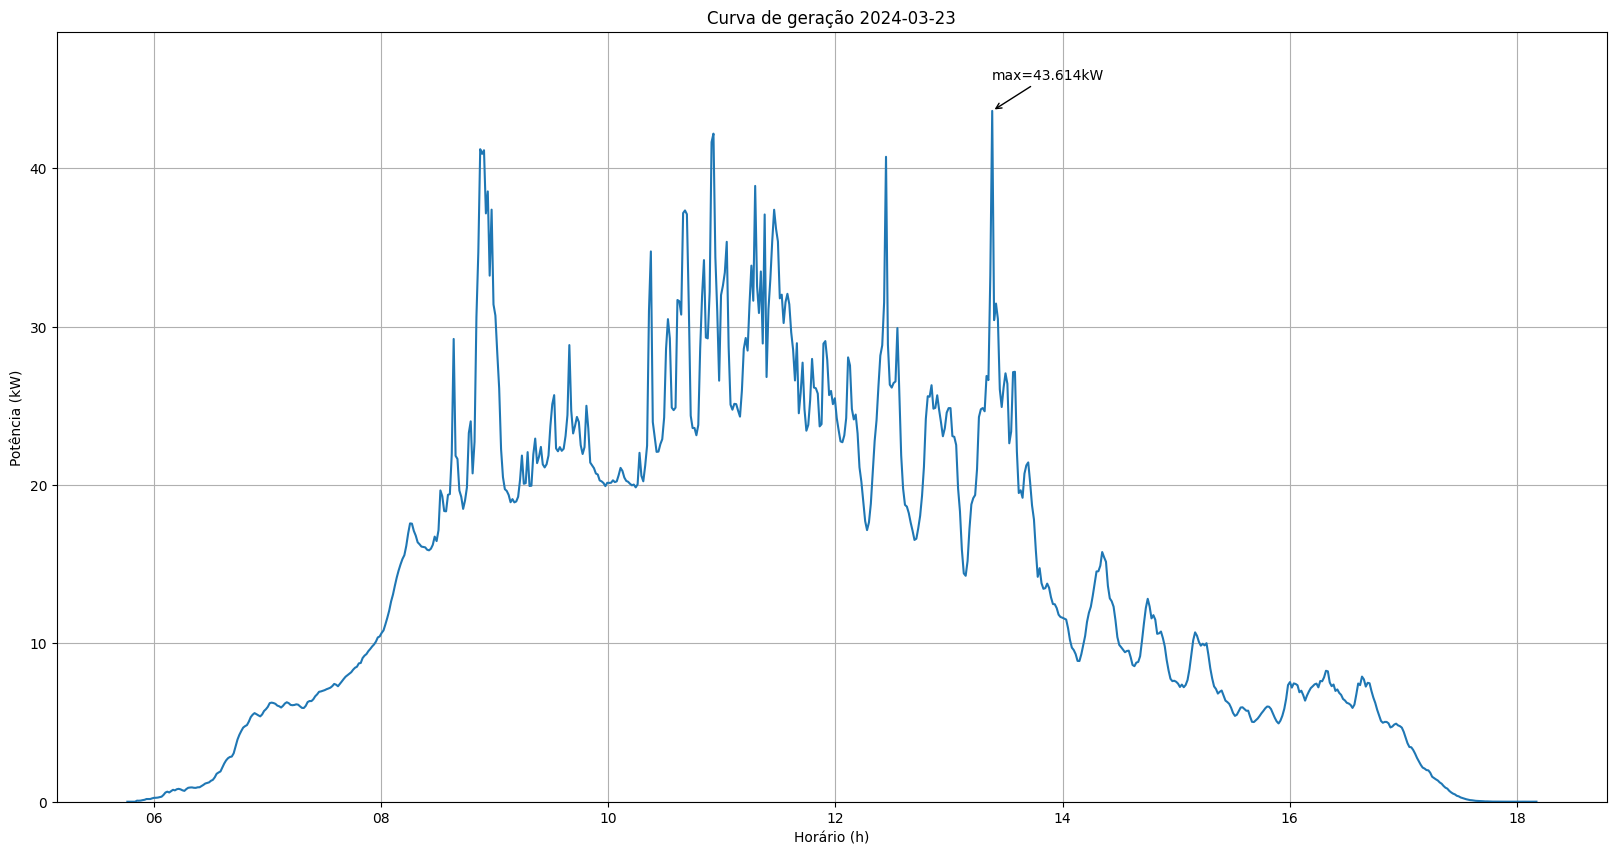 Curva de geração 2024-03-23
max=43.614kW
40
30
20
10
0
Potência (kW)
06 08 10 12 14 16 18
Horário (h)